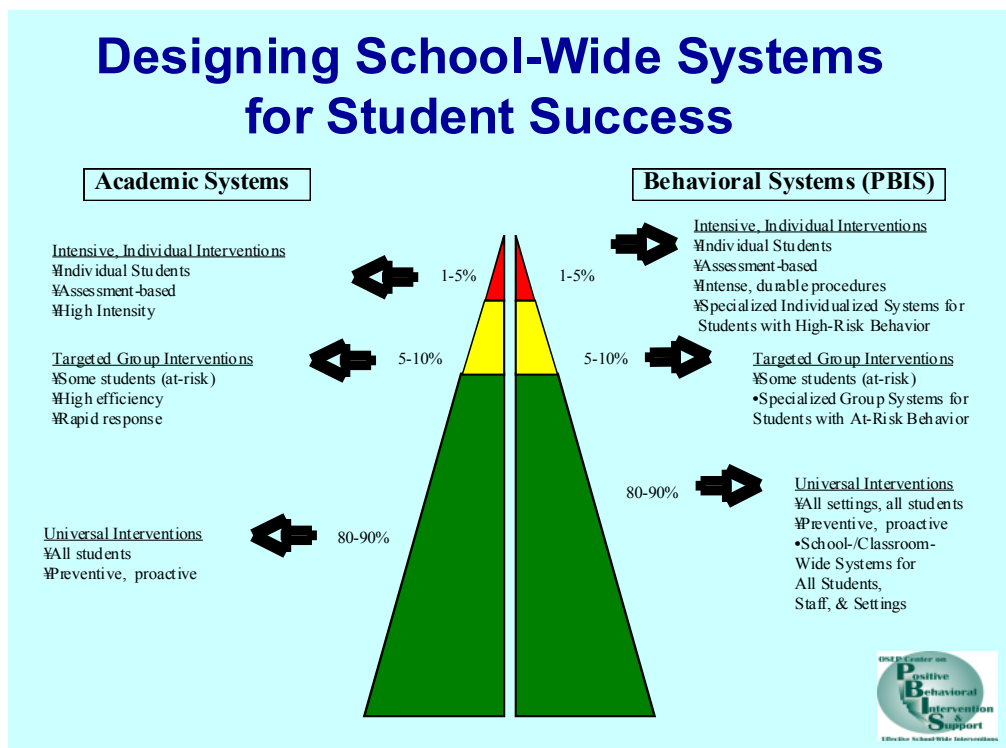 Designing School-Wide Systems
for Student Success
Academic Systems
Intensive, Individual Interventions
¥Individual Students
¥Assessment-based
¥High Intensity
1-5%
Targeted Group Interventions
¥Some students (at-risk)
¥High efficiency
¥Rapid response
5-10%
Universal Interventions
¥All students
¥Preventive, proactive
80-90%
Behavioral Systems (PBIS)
1-5%
Intensive, Individual Interventions
¥Individual Students
¥Assessment-based
¥Intense, durable procedures
¥Specialized Individualized Systems for
Students with High-Risk Behavior
5-10%
Targeted Group Interventions
¥Some students (at-risk)
•Specialized Group Systems for
Students with At-Risk Behavior
80-90%
Universal Interventions
¥All settings, all students
¥Preventive, proactive
•School-/Classroom-
Wide Systems for
All Students,
Staff, & Settings
OSEP Center on
Positive
Behavioral
Intervention
&
Support
Effective School-Wide Interventions